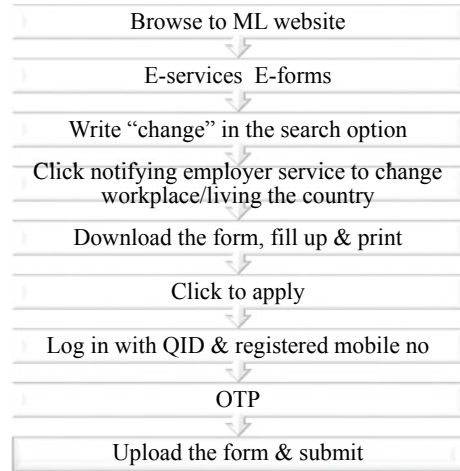 Browse to ML website
E-services E-forms
Write “change” in the search option
Click notifying employer service to change
workplace/living the country
Download the form, fill up & print
Click to apply
Log in with QID & registered mobile no
OTP
Upload the form & submit